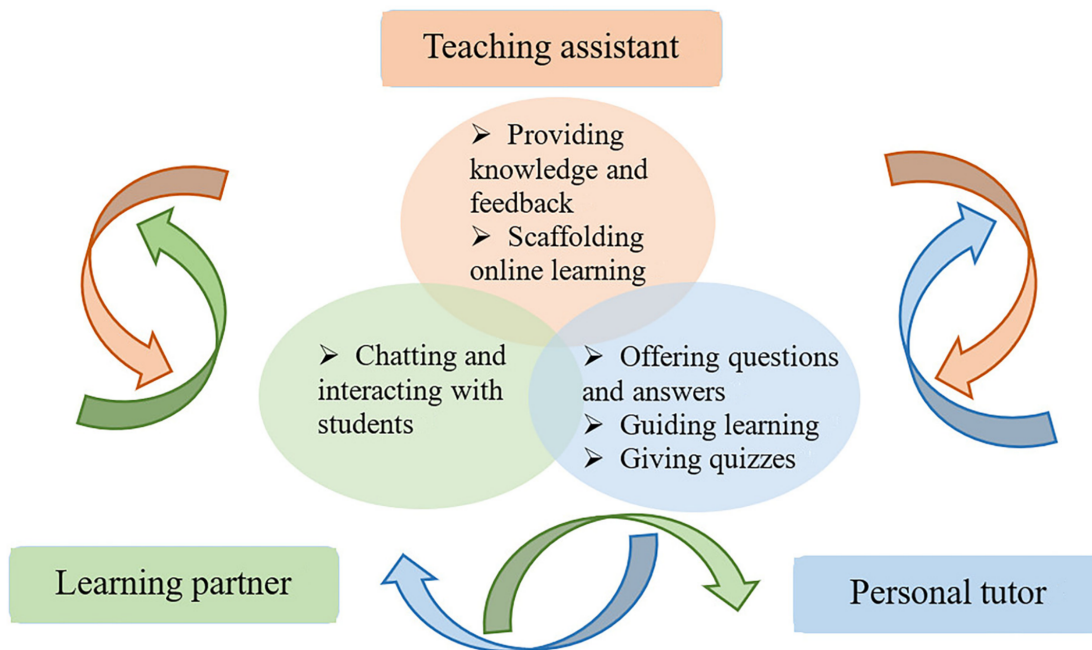 Teaching assistant
➢ Providing
knowledge and
feedback
➢ Scaffolding
online learning
➢ Chatting and
interacting with
students
➢ Offering questions
and answers
➢ Guiding learning
➢ Giving quizzes
Learning partner
Personal tutor